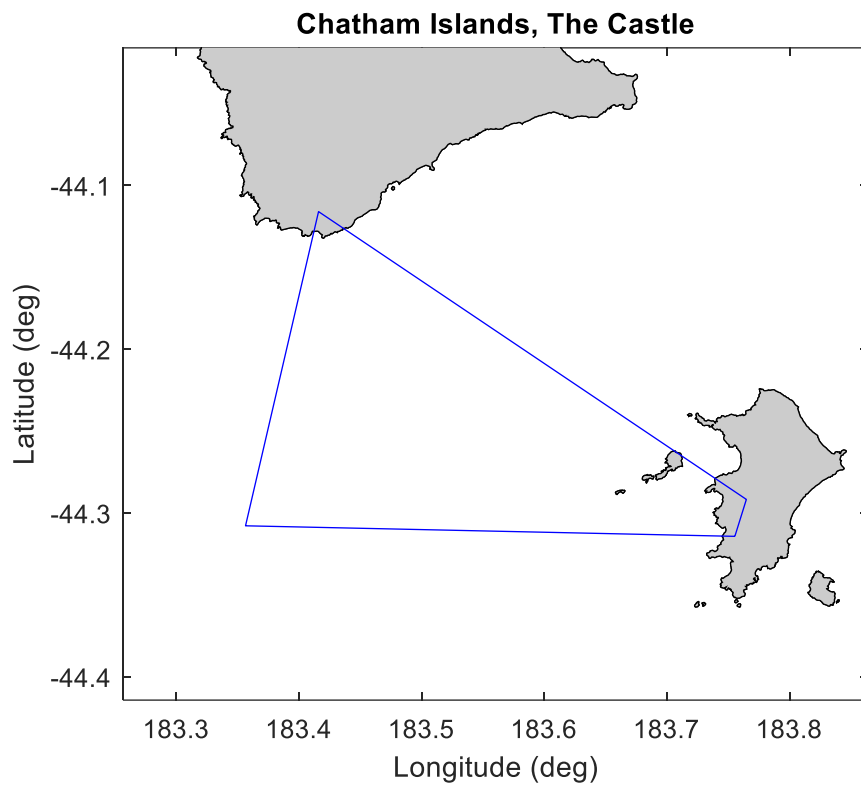 Chatham Islands, The Castle
Latitude (deg)
-44.1
-44.2
-44.3
-44.4
183.3 183.4 183.5 183.6 183.7 183.8
Longitude (deg)